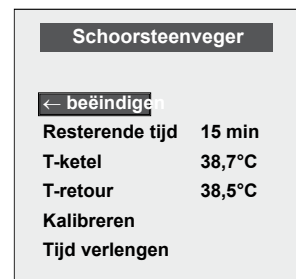 Schoorsteenveger
← beëindigen
Resterende tijd 15 min
T-ketel 38,7°C
T-retour 38,5°C
Kalibreren
Tijd verlengen